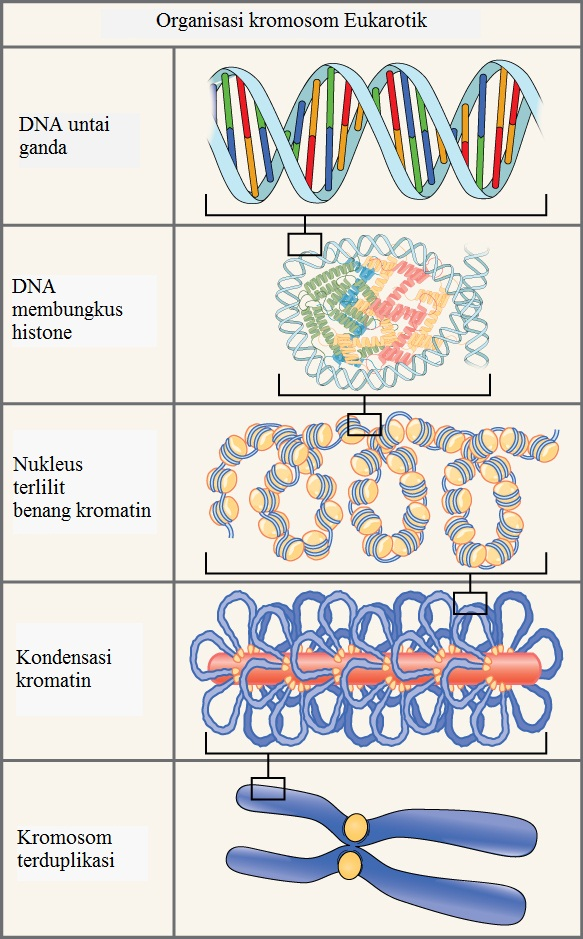 Organisasi kromosom Eukarotik
DNA untai
ganda
DNA
membungkus
histone
Nukleus
terlilit
benang kromatin
Kondensasi
kromatin
Kromosom
terduplikasi